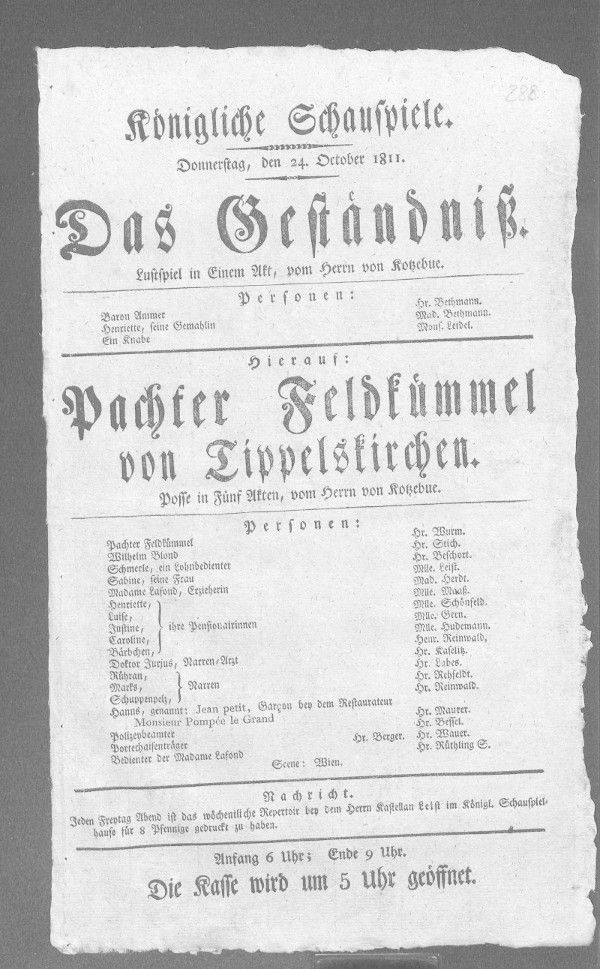 288
Königliche Schauspiele.
Donnerstag, den 24. October 1811.
Das Geständniß.
Lustspiel in Einem Akt, vom Herrn von Kotzebue.
Personen:
Baron Ammer Hr. Bethmann.
Henriette, seine Gemahlin Mad. Bethmann.
Ein Knabe Mons. Leidel.
Hierauf:
Pachter Feldkümmel
von Tippelskirchen.
Posse in Fünf Akten, vom Herrn von Kotzebue.
Personen:
Pachter Feldkümmel Hr. Wurm.
Wilhelm Blond Hr. Stich.
Schmerle, ein Lohnbedienter Hr. Beschort.
Sabine, seine Frau Mlle. Leist.
Madame Lafond, Erzieherin Mad. Herdt.
Henriette, Mlle. Maaß.
Luise, Mlle. Schönfeld.
Justine, ihre Pensionairinnen Mlle. Gern.
Caroline, Mlle. Hudemann.
Bärbchen, Henr. Reinwald,
Doktor Jurjus, Narren-Arzt Hr. Kaselitz.
Rühran, Hr. Labes.
Marks, Narren Hr. Rehfeldt.
Schuppenpelz, Hr. Reinwald.
Hanns, genannt: Jean petit, Garçon bey dem Restaurateur
Monsieur Pompée le Grand Hr. Maurer.
Polizeybeamter Hr. Bessel.
Portechaisenträger Hr. Berger. Hr. Wauer.
Bedienter der Madame Lafond Hr. Rüthling S.
Scene: Wien.
Nachricht.
Jeden Freytag Abend ist das wöchentliche Repertoir bey dem Herrn Kastellan Leist im Königl. Schauspiel-
hause für 8 Pfennige gedruckt zu haben.
Anfang 6 Uhr; Ende 9 Uhr.
Die Kasse wird um 5 Uhr geöffnet.